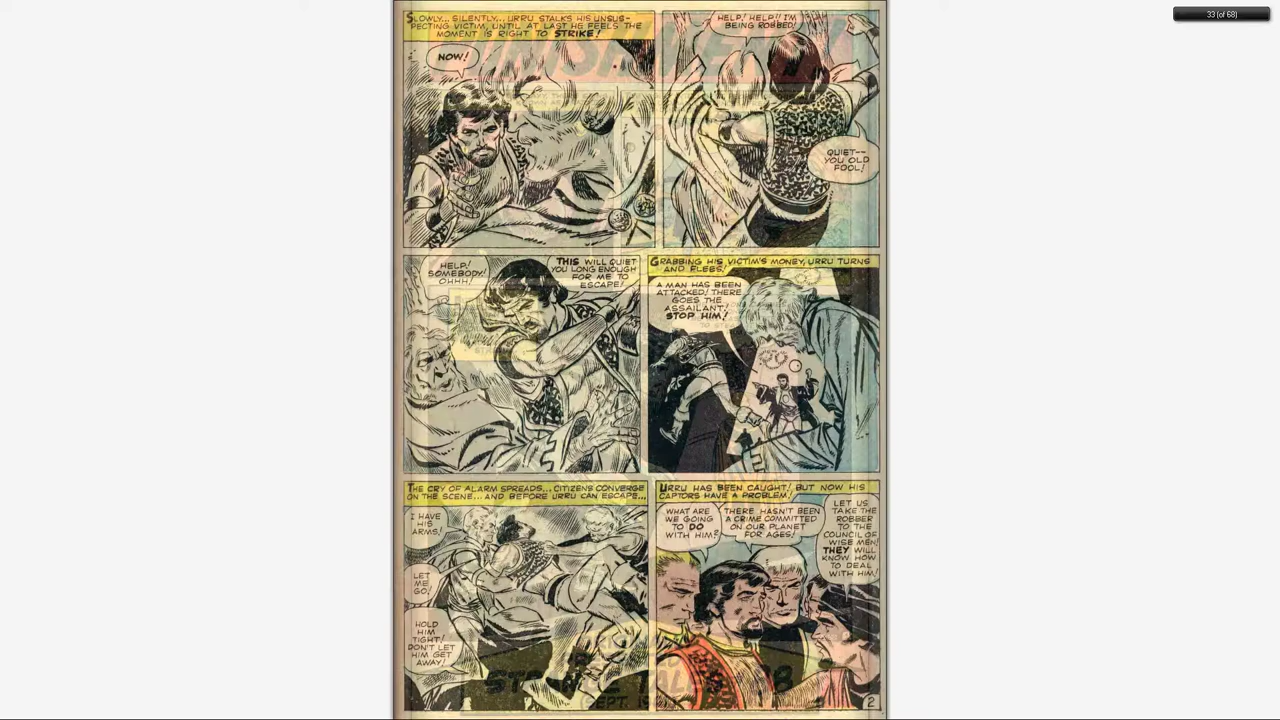 33 (of 68)
SLOWLY... SILENTLY... URRU STALKS HIS UNSUS-
PECTING VICTIM, UNTIL AT LAST HE FEELS THE
MOMENT IS RIGHT TO STRIKE!
NOW!
HELP! HELP!! I'M
BEING ROBBED!
QUIET--
YOU OLD
FOOL!
HELP!
SOMEBODY!
OHHH!
THIS WILL QUIET
YOU LONG ENOUGH
FOR ME TO
ESCAPE!
GRABBING HIS VICTIM'S MONEY, URRU TURNS
AND FLEES!
A MAN HAS BEEN
ATTACKED! THERE
GOES THE
ASSAILANT!
STOP HIM!
THE CRY OF ALARM SPREADS... CITIZENS CONVERGE
ON THE SCENE... AND BEFORE URRU CAN ESCAPE...
I HAVE
HIS
ARMS!
LET
ME
GO!
HOLD
HIM
TIGHT!
DON'T LET
HIM GET
AWAY!
URRU HAS BEEN CAUGHT! BUT NOW HIS
CAPTORS HAVE A PROBLEM!
WHAT ARE
WE GOING
TO DO
WITH HIM?
THERE HASN'T BEEN
A CRIME COMMITTED
ON OUR PLANET
FOR AGES!
LET US
TAKE THE
ROBBER
TO THE
COUNCIL OF
WISE MEN!
THEY WILL
KNOW HOW
TO DEAL
WITH HIM!
2